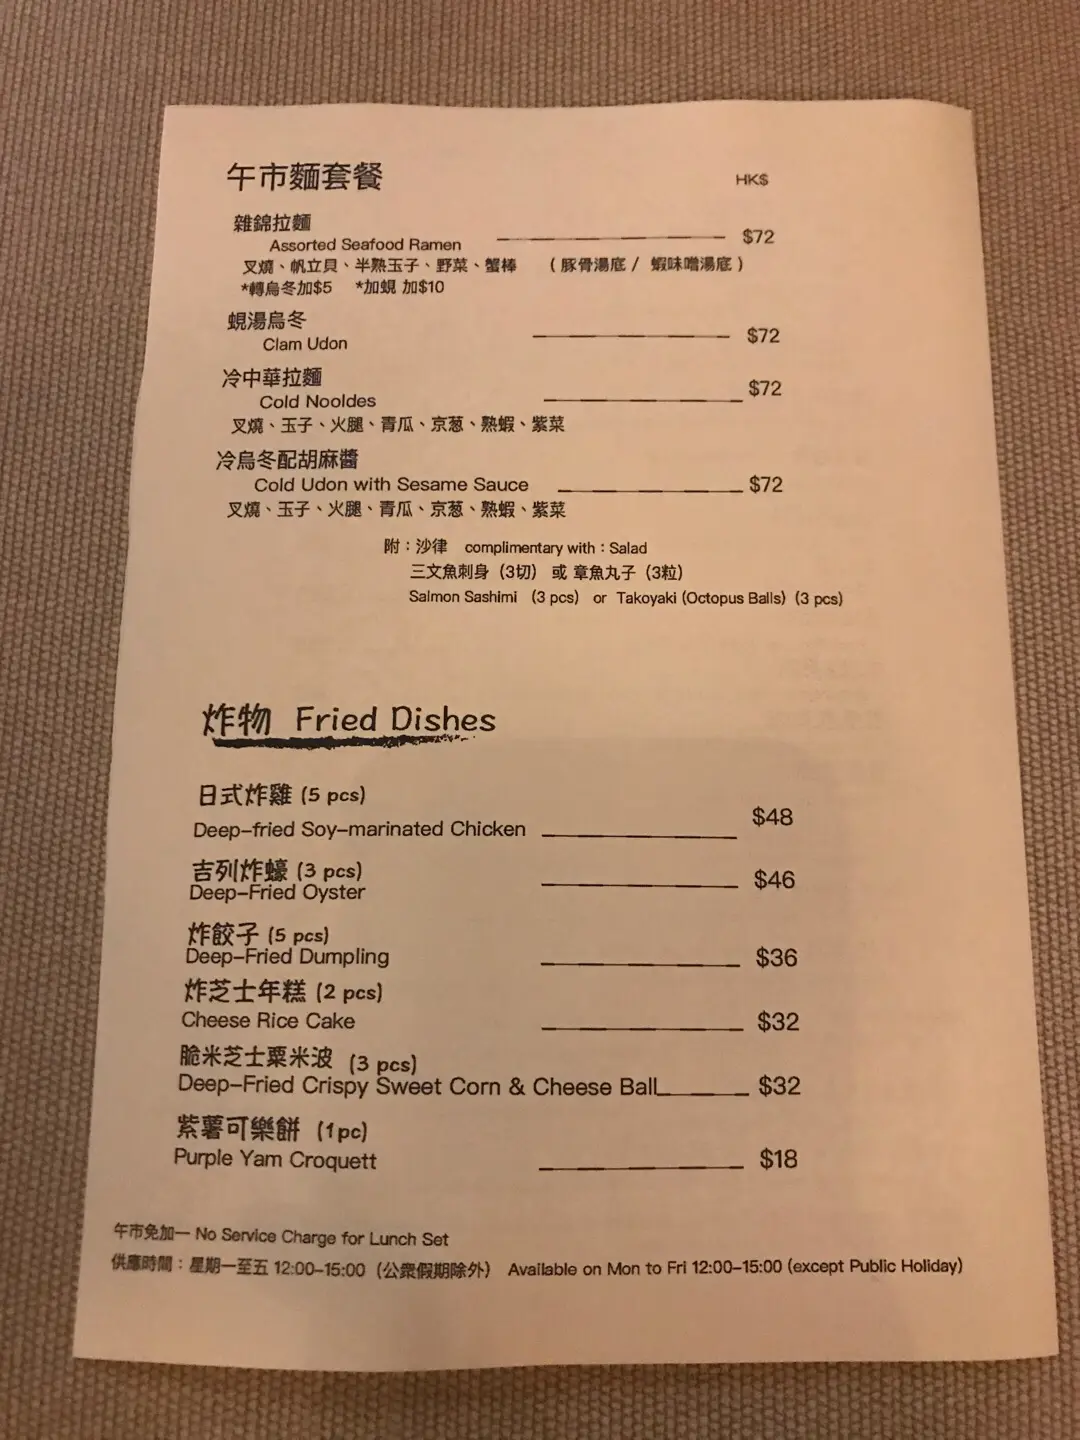 午市麵套餐 HK$
雜錦拉麵
Assorted Seafood Ramen $72
叉燒、帆立貝、半熟玉子、野菜、蟹棒 (豚骨湯底 / 蝦味噌湯底)
*轉烏冬加$5 *加蜆 加$10
蜆湯烏冬
Clam Udon $72
冷中華拉麵
Cold Nooldes $72
叉燒、玉子、火腿、青瓜、京葱、熟蝦、紫菜
冷烏冬配胡麻醬
Cold Udon with Sesame Sauce $72
叉燒、玉子、火腿、青瓜、京葱、熟蝦、紫菜
附：沙律 complimentary with：Salad
三文魚刺身 (3切) 或 章魚丸子 (3粒)
Salmon Sashimi (3 pcs) or Takoyaki (Octopus Balls) (3 pcs)
炸物 Fried Dishes
日式炸雞 (5 pcs)
Deep-fried Soy-marinated Chicken $48
吉列炸蠔 (3 pcs)
Deep-Fried Oyster $46
炸餃子 (5 pcs)
Deep-Fried Dumpling $36
炸芝士年糕 (2 pcs)
Cheese Rice Cake $32
脆米芝士粟米波 (3 pcs)
Deep-Fried Crispy Sweet Corn & Cheese Ball $32
紫薯可樂餅 (1pc)
Purple Yam Croquett $18
午市免加一 No Service Charge for Lunch Set
供應時間：星期一至五 12:00-15:00 (公眾假期除外) Available on Mon to Fri 12:00-15:00 (except Public Holiday)